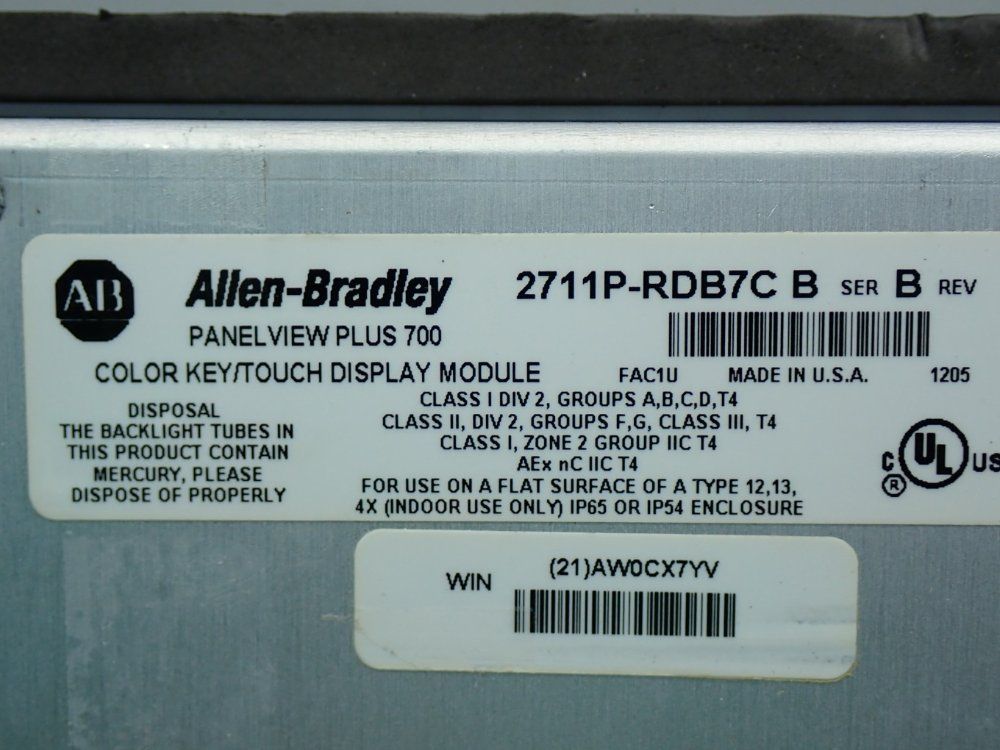 AB
Allen-Bradley
2711P-RDB7C B SER B REV
PANELVIEW PLUS 700
COLOR KEY/TOUCH DISPLAY MODULE
FAC1U MADE IN U.S.A. 1205
DISPOSAL
THE BACKLIGHT TUBES IN
THIS PRODUCT CONTAIN
MERCURY, PLEASE
DISPOSE OF PROPERLY
CLASS I DIV 2, GROUPS A,B,C,D,T4
CLASS II, DIV 2, GROUPS F,G, CLASS III, T4
CLASS I, ZONE 2 GROUP IIC T4
AEx nC IIC T4
FOR USE ON A FLAT SURFACE OF A TYPE 12,13,
4X (INDOOR USE ONLY) IP65 OR IP54 ENCLOSURE
C UL US
®
WIN (21)AW0CX7YV